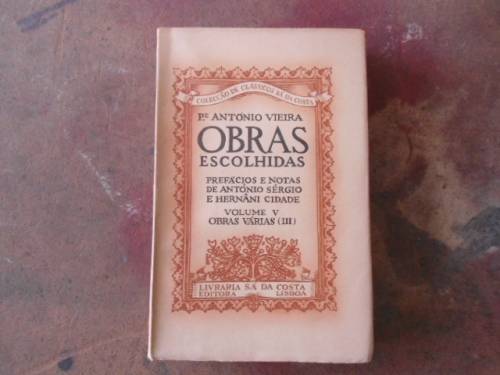 COLECÇÃO DE CLÁSSICOS SÁ DA COSTA
P.E ANTÓNIO VIEIRA
OBRAS
ESCOLHIDAS
PREFÁCIOS E NOTAS
DE ANTÓNIO SÉRGIO
E HERNÂNI CIDADE
VOLUME V
OBRAS VÁRIAS (III)
LIVRARIA SÁ DA COSTA
EDITORA LISBOA